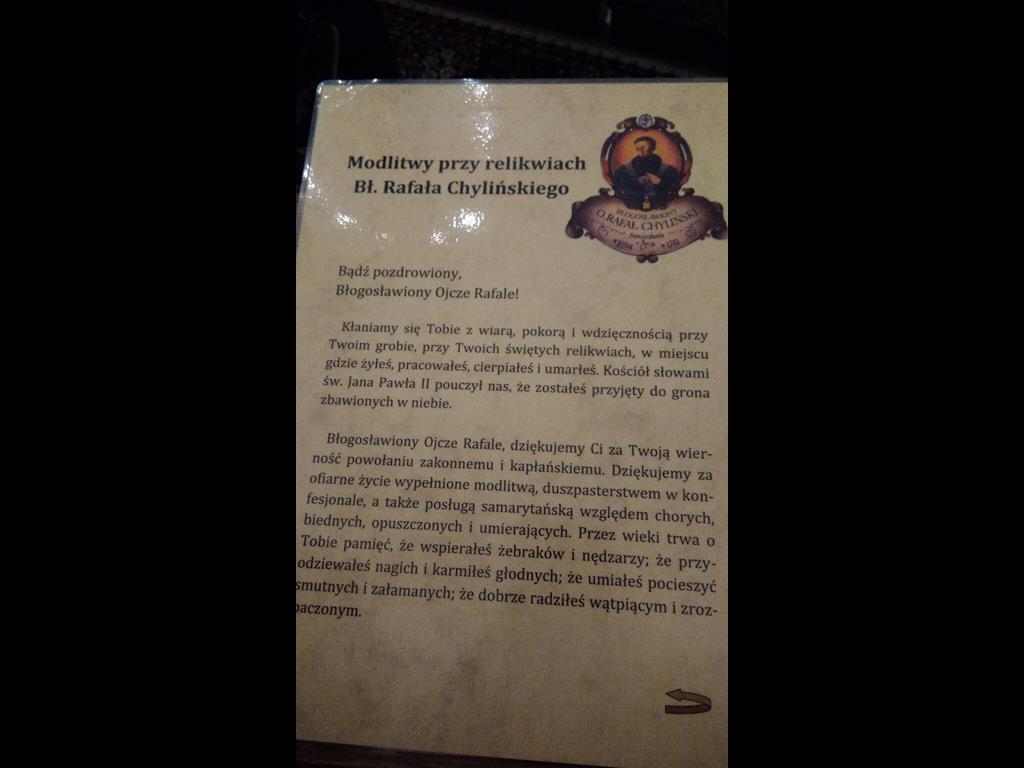 Modlitwy przy relikwiach
Bł. Rafała Chylińskiego
BŁOGOSŁAWIONY
O. RAFAŁ CHYLIŃSKI
franciszkanin
*1694 +1741
Bądź pozdrowiony,
Błogosławiony Ojcze Rafale!
Kłaniamy się Tobie z wiarą, pokorą i wdzięcznością przy
Twoim grobie, przy Twoich świętych relikwiach, w miejscu
gdzie żyłeś, pracowałeś, cierpiałeś i umarłeś. Kościół słowami
św. Jana Pawła II pouczył nas, że zostałeś przyjęty do grona
zbawionych w niebie.
Błogosławiony Ojcze Rafale, dziękujemy Ci za Twoją wier-
ność powołaniu zakonnemu i kapłańskiemu. Dziękujemy za
ofiarne życie wypełnione modlitwą, duszpasterstwem w kon-
fesjonale, a także posługą samarytańską względem chorych,
biednych, opuszczonych i umierających. Przez wieki trwa o
Tobie pamięć, że wspierałeś żebraków i nędzarzy; że przy-
odziewałeś nagich i karmiłeś głodnych; że umiałeś pocieszyć
smutnych i załamanych; że dobrze radziłeś wątpiącym i zroz-
paczonym.